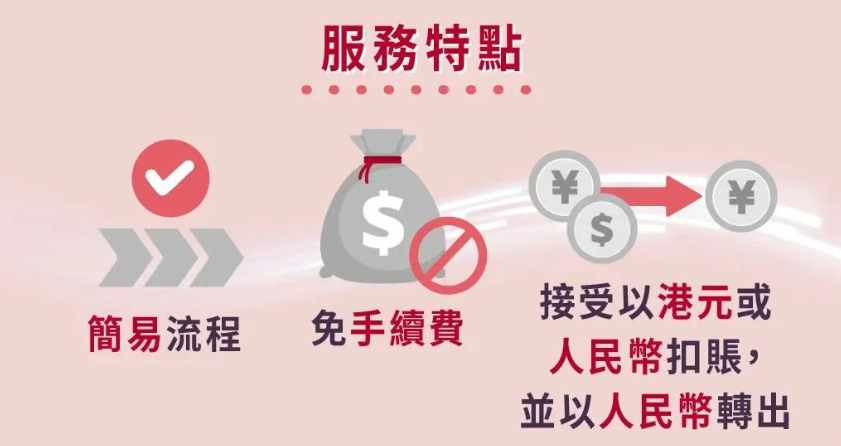 服務特點
簡易流程
免手續費
接受以港元或
人民幣扣賬，
並以人民幣轉出
¥
$
¥
$